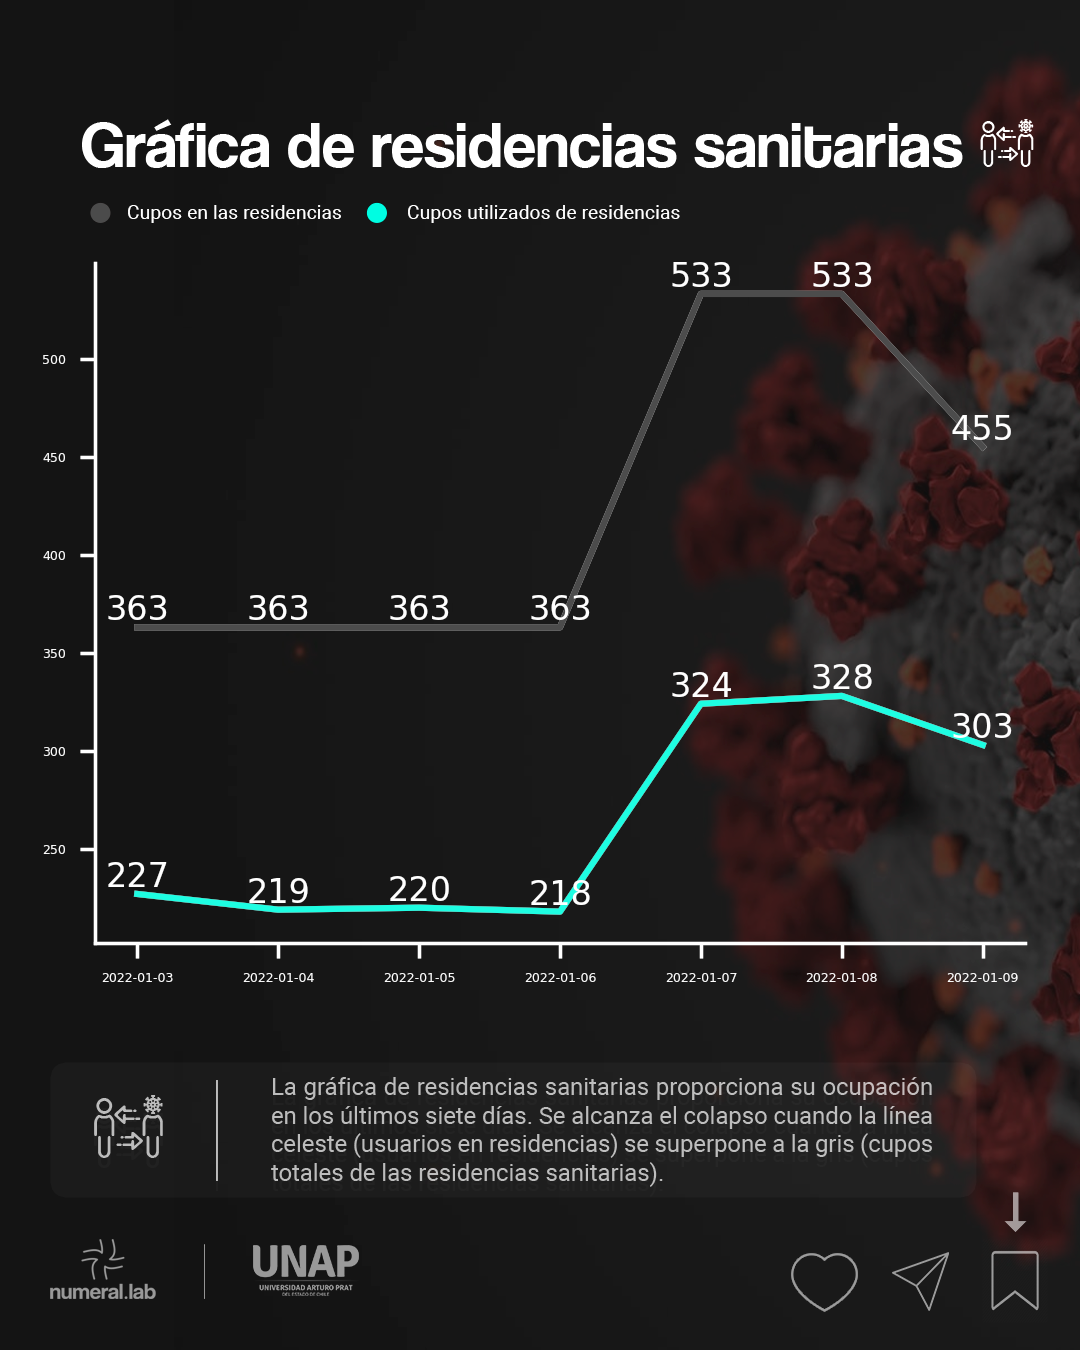 Gráfica de residencias sanitarias
Cupos en las residencias
Cupos utilizados de residencias
533
533
500
450
455
400
363
363
363
363
350
324
328
303
300
250
227
219
220
218
2022-01-03
2022-01-04
2022-01-05
2022-01-06
2022-01-07
2022-01-08
2022-01-09
La gráfica de residencias sanitarias proporciona su ocupación
en los últimos siete días. Se alcanza el colapso cuando la línea
celeste (usuarios en residencias) se superpone a la gris (cupos
totales de las residencias sanitarias).
numeral.lab
UNAP
UNIVERSIDAD ARTURO PRAT
DEL ESTADO DE CHILE